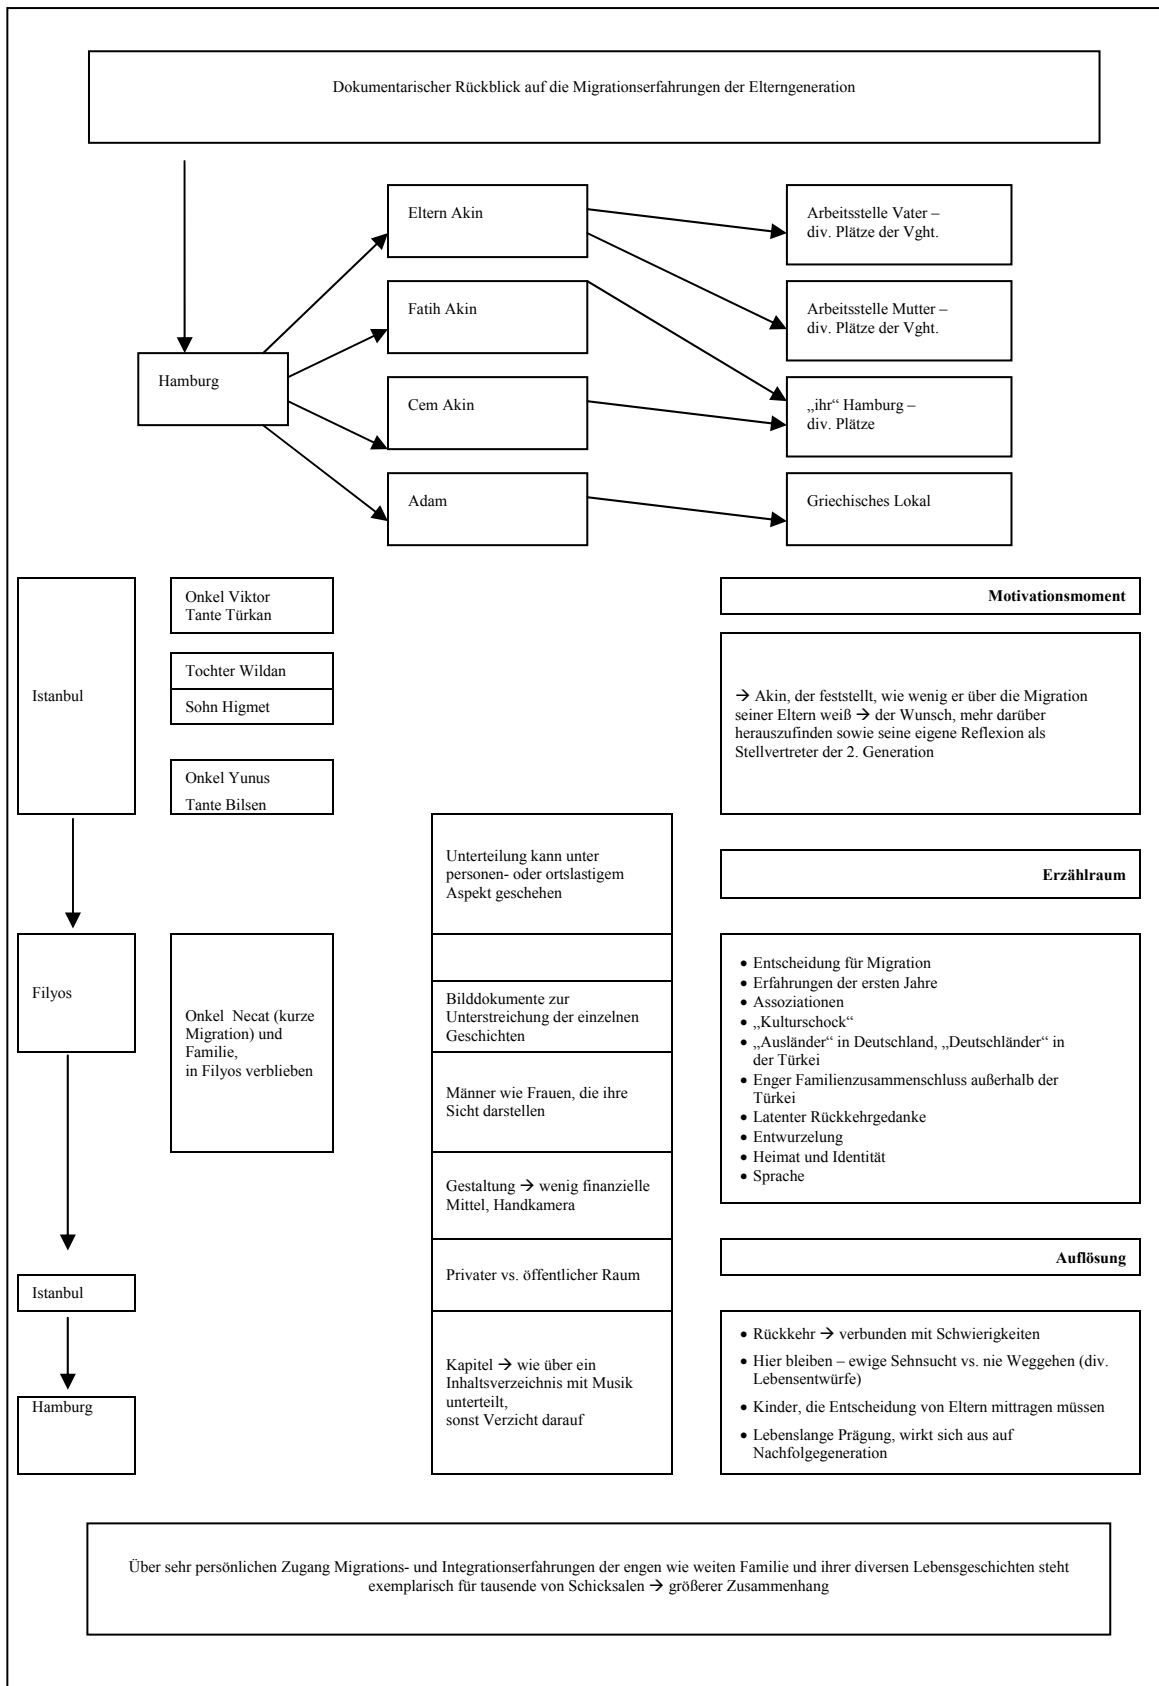 Dokumentarischer Rückblick auf die Migrationserfahrungen der Elterngeneration
Hamburg
Eltern Akin
Fatih Akin
Cem Akin
Adam
Arbeitsstelle Vater –
div. Plätze der Vght.
Arbeitsstelle Mutter –
div. Plätze der Vght.
„ihr“ Hamburg –
div. Plätze
Griechisches Lokal
Istanbul
Onkel Viktor
Tante Türkan
Tochter Wildan
Sohn Higmet
Onkel Yunus
Tante Bilsen
Filyos
Onkel Necat (kurze
Migration) und
Familie,
in Filyos verblieben
Istanbul
Hamburg
Unterteilung kann unter
personen- oder ortslastigem
Aspekt geschehen
Bilddokumente zur
Unterstreichung der einzelnen
Geschichten
Männer wie Frauen, die ihre
Sicht darstellen
Gestaltung → wenig finanzielle
Mittel, Handkamera
Privater vs. öffentlicher Raum
Kapitel → wie über ein
Inhaltsverzeichnis mit Musik
unterteilt,
sonst Verzicht darauf
Motivationsmoment
→ Akin, der feststellt, wie wenig er über die Migration
seiner Eltern weiß → der Wunsch, mehr darüber
herauszufinden sowie seine eigene Reflexion als
Stellvertreter der 2. Generation
Erzählraum
• Entscheidung für Migration
• Erfahrungen der ersten Jahre
• Assoziationen
• „Kulturschock“
• „Ausländer“ in Deutschland, „Deutschländer“ in
der Türkei
• Enger Familienzusammenschluss außerhalb der
Türkei
• Latenter Rückkehrgedanke
• Entwurzelung
• Heimat und Identität
• Sprache
Auflösung
• Rückkehr → verbunden mit Schwierigkeiten
• Hier bleiben – ewige Sehnsucht vs. nie Weggehen (div.
Lebensentwürfe)
• Kinder, die Entscheidung von Eltern mittragen müssen
• Lebenslange Prägung, wirkt sich aus auf
Nachfolgegeneration
Über sehr persönlichen Zugang Migrations- und Integrationserfahrungen der engen wie weiten Familie und ihrer diversen Lebensgeschichten steht
exemplarisch für tausende von Schicksalen → größerer Zusammenhang